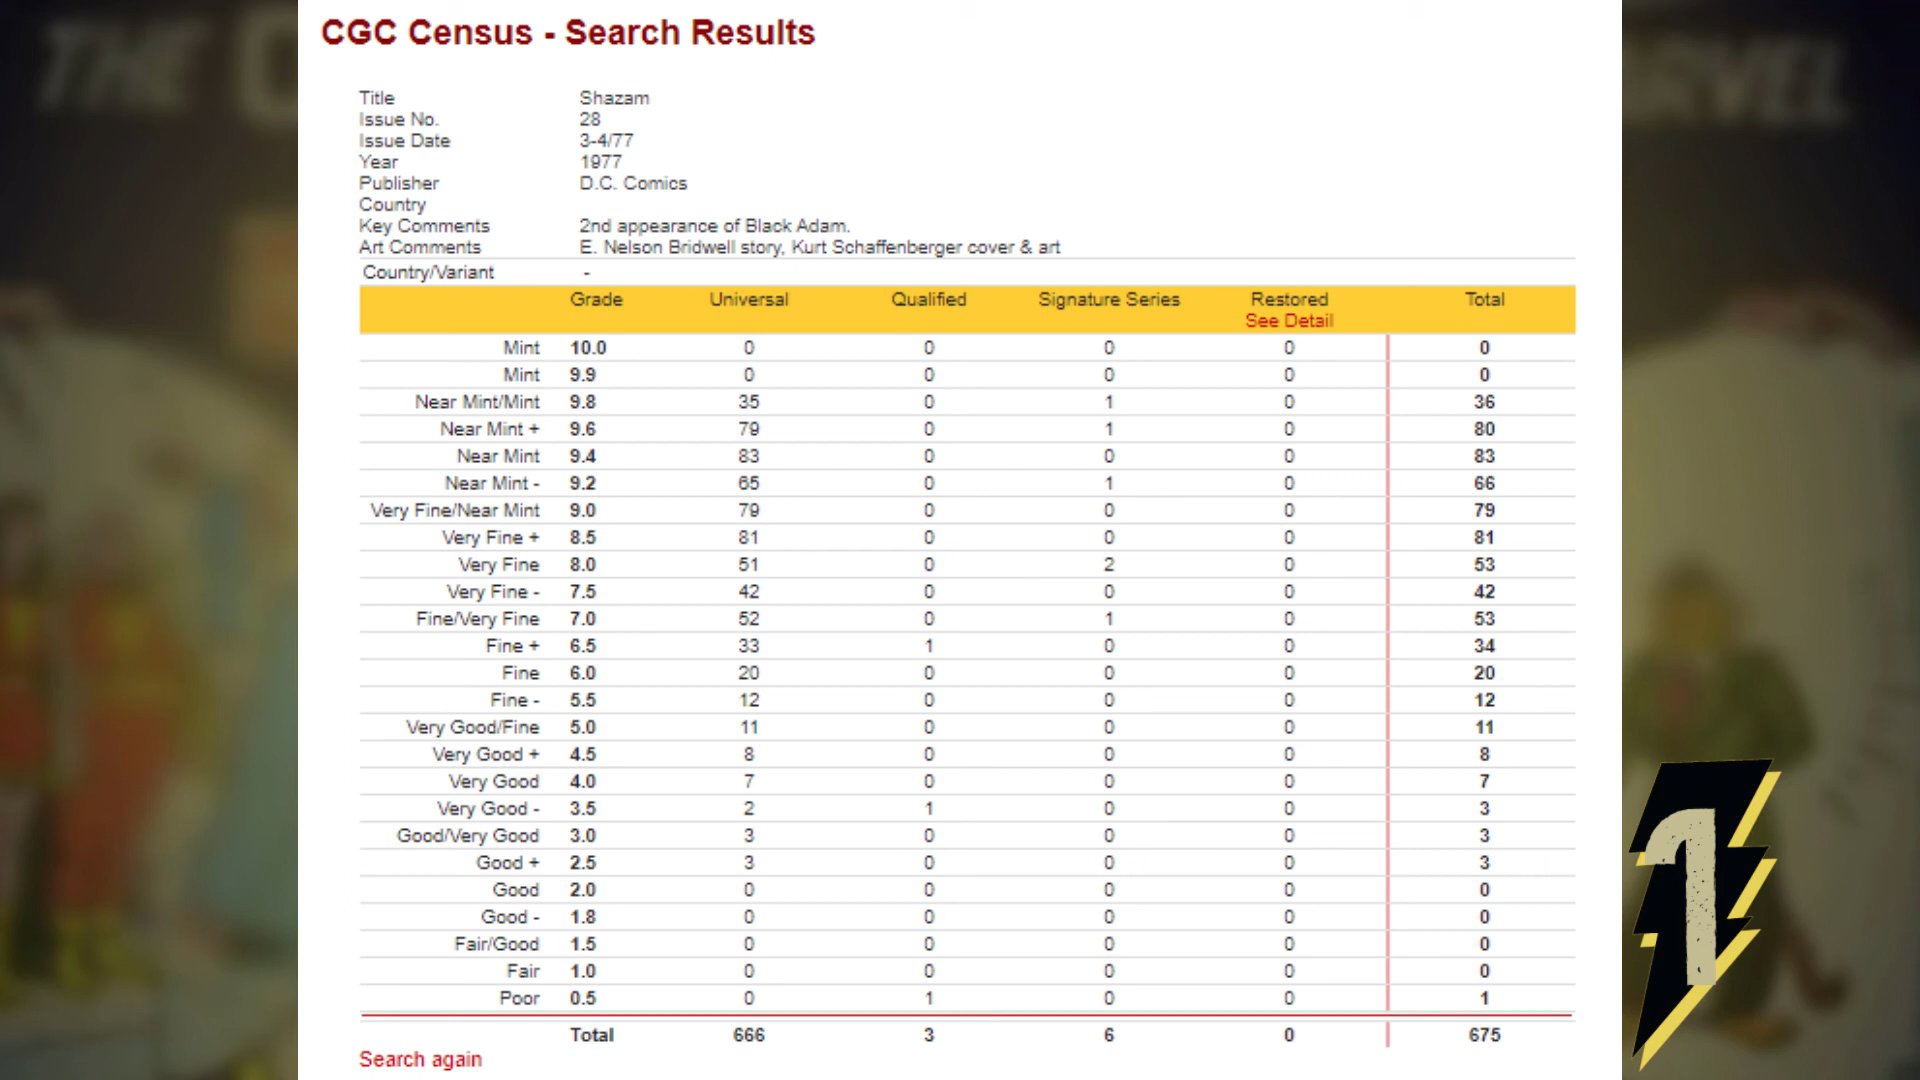 THE
CGC Census - Search Results
Title Shazam
Issue No. 28
Issue Date 3-4/77
Year 1977
Publisher D.C. Comics
Country
Key Comments 2nd appearance of Black Adam.
Art Comments E. Nelson Bridwell story, Kurt Schaffenberger cover & art
Country/Variant -
Grade Universal Qualified Signature Series Restored Total
See Detail
Mint 10.0 0 0 0 0 0
Mint 9.9 0 0 0 0 0
Near Mint/Mint 9.8 35 0 1 0 36
Near Mint + 9.6 79 0 1 0 80
Near Mint 9.4 83 0 0 0 83
Near Mint - 9.2 65 0 1 0 66
Very Fine/Near Mint 9.0 79 0 0 0 79
Very Fine + 8.5 81 0 0 0 81
Very Fine 8.0 51 0 2 0 53
Very Fine - 7.5 42 0 0 0 42
Fine/Very Fine 7.0 52 0 1 0 53
Fine + 6.5 33 1 0 0 34
Fine 6.0 20 0 0 0 20
Fine - 5.5 12 0 0 0 12
Very Good/Fine 5.0 11 0 0 0 11
Very Good + 4.5 8 0 0 0 8
Very Good 4.0 7 0 0 0 7
Very Good - 3.5 2 1 0 0 3
Good/Very Good 3.0 3 0 0 0 3
Good + 2.5 3 0 0 0 3
Good 2.0 0 0 0 0 0
Good - 1.8 0 0 0 0 0
Fair/Good 1.5 0 0 0 0 0
Fair 1.0 0 0 0 0 0
Poor 0.5 0 1 0 0 1
Total 666 3 6 0 675
Search again
1